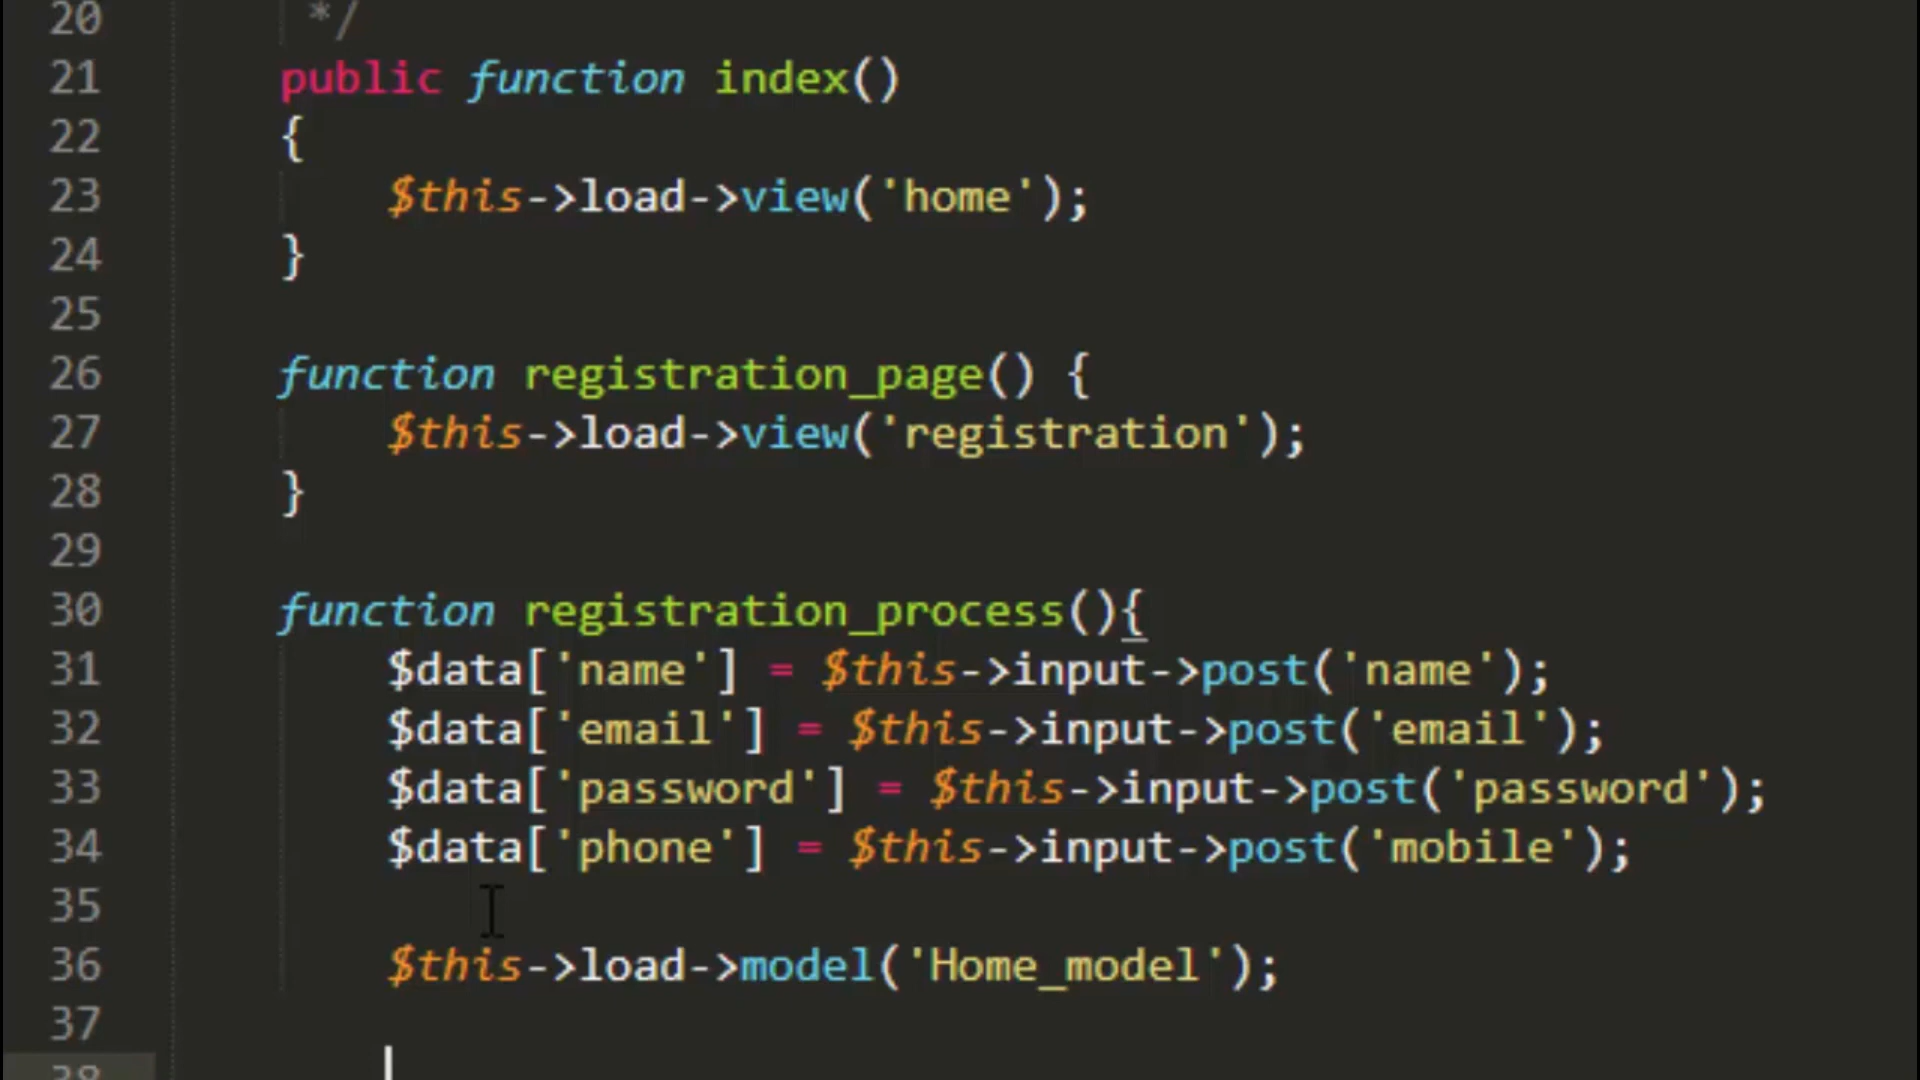 20 */
21 public function index()
22 {
23 $this->load->view('home');
24 }
25
26 function registration_page() {
27 $this->load->view('registration');
28 }
29
30 function registration_process(){
31 $data['name'] = $this->input->post('name');
32 $data['email'] = $this->input->post('email');
33 $data['password'] = $this->input->post('password');
34 $data['phone'] = $this->input->post('mobile');
35
36 $this->load->model('Home_model');
37
38